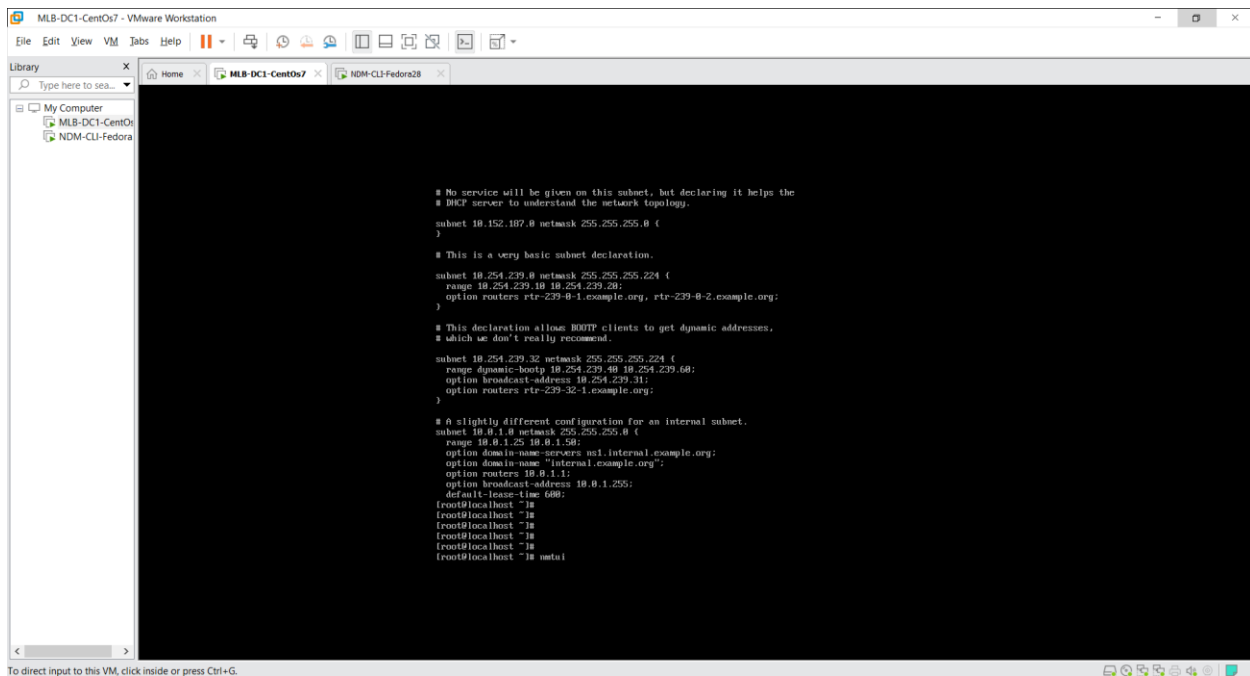 MLB-DC1-CentOs7 - VMware Workstation
File Edit View VM Tabs Help
Library X
Type here to sea...
Home
MLB-DC1-CentOs7
NDM-CLI-Fedora28
My Computer
MLB-DC1-CentOs
NDM-CLI-Fedora
# No service will be given on this subnet, but declaring it helps the
# DHCP server to understand the network topology.
subnet 10.152.187.0 netmask 255.255.255.0 {
}
# This is a very basic subnet declaration.
subnet 10.254.239.0 netmask 255.255.255.224 {
range 10.254.239.10 10.254.239.20;
option routers rtr-239-0-1.example.org, rtr-239-0-2.example.org;
}
# This declaration allows BOOTP clients to get dynamic addresses,
# which we don't really recommend.
subnet 10.254.239.32 netmask 255.255.255.224 {
range dynamic-bootp 10.254.239.40 10.254.239.60;
option broadcast-address 10.254.239.31;
option routers rtr-239-32-1.example.org;
}
# A slightly different configuration for an internal subnet.
subnet 10.0.1.0 netmask 255.255.255.0 {
range 10.0.1.25 10.0.1.50;
option domain-name-servers ns1.internal.example.org;
option domain-name "internal.example.org";
option routers 10.0.1.1;
option broadcast-address 10.0.1.255;
default-lease-time 600;
[root@localhost ~]#
[root@localhost ~]#
[root@localhost ~]#
[root@localhost ~]#
[root@localhost ~]#
[root@localhost ~]# nmtui
To direct input to this VM, click inside or press Ctrl+G.